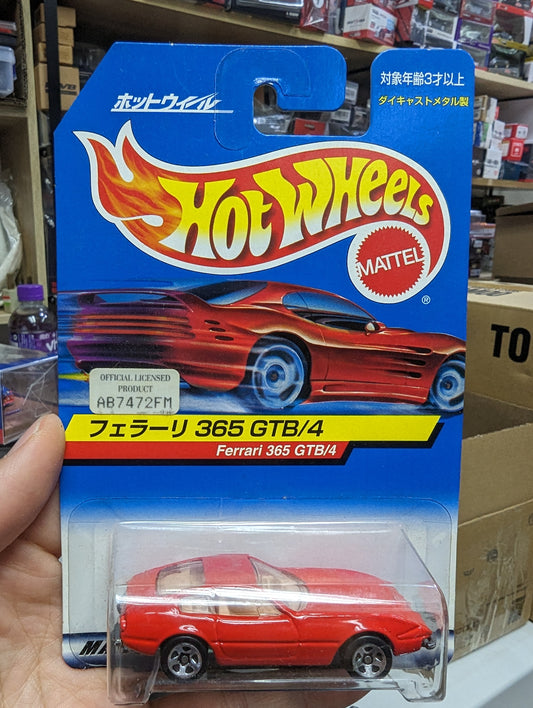 ホットウィール
対象年齢3才以上
ダイキャストメタル製
HOT WHEELS
MATTEL
®
OFFICIAL LICENSED
PRODUCT
AB7472FM
フェラーリ 365 GTB/4
Ferrari 365 GTB/4
TO